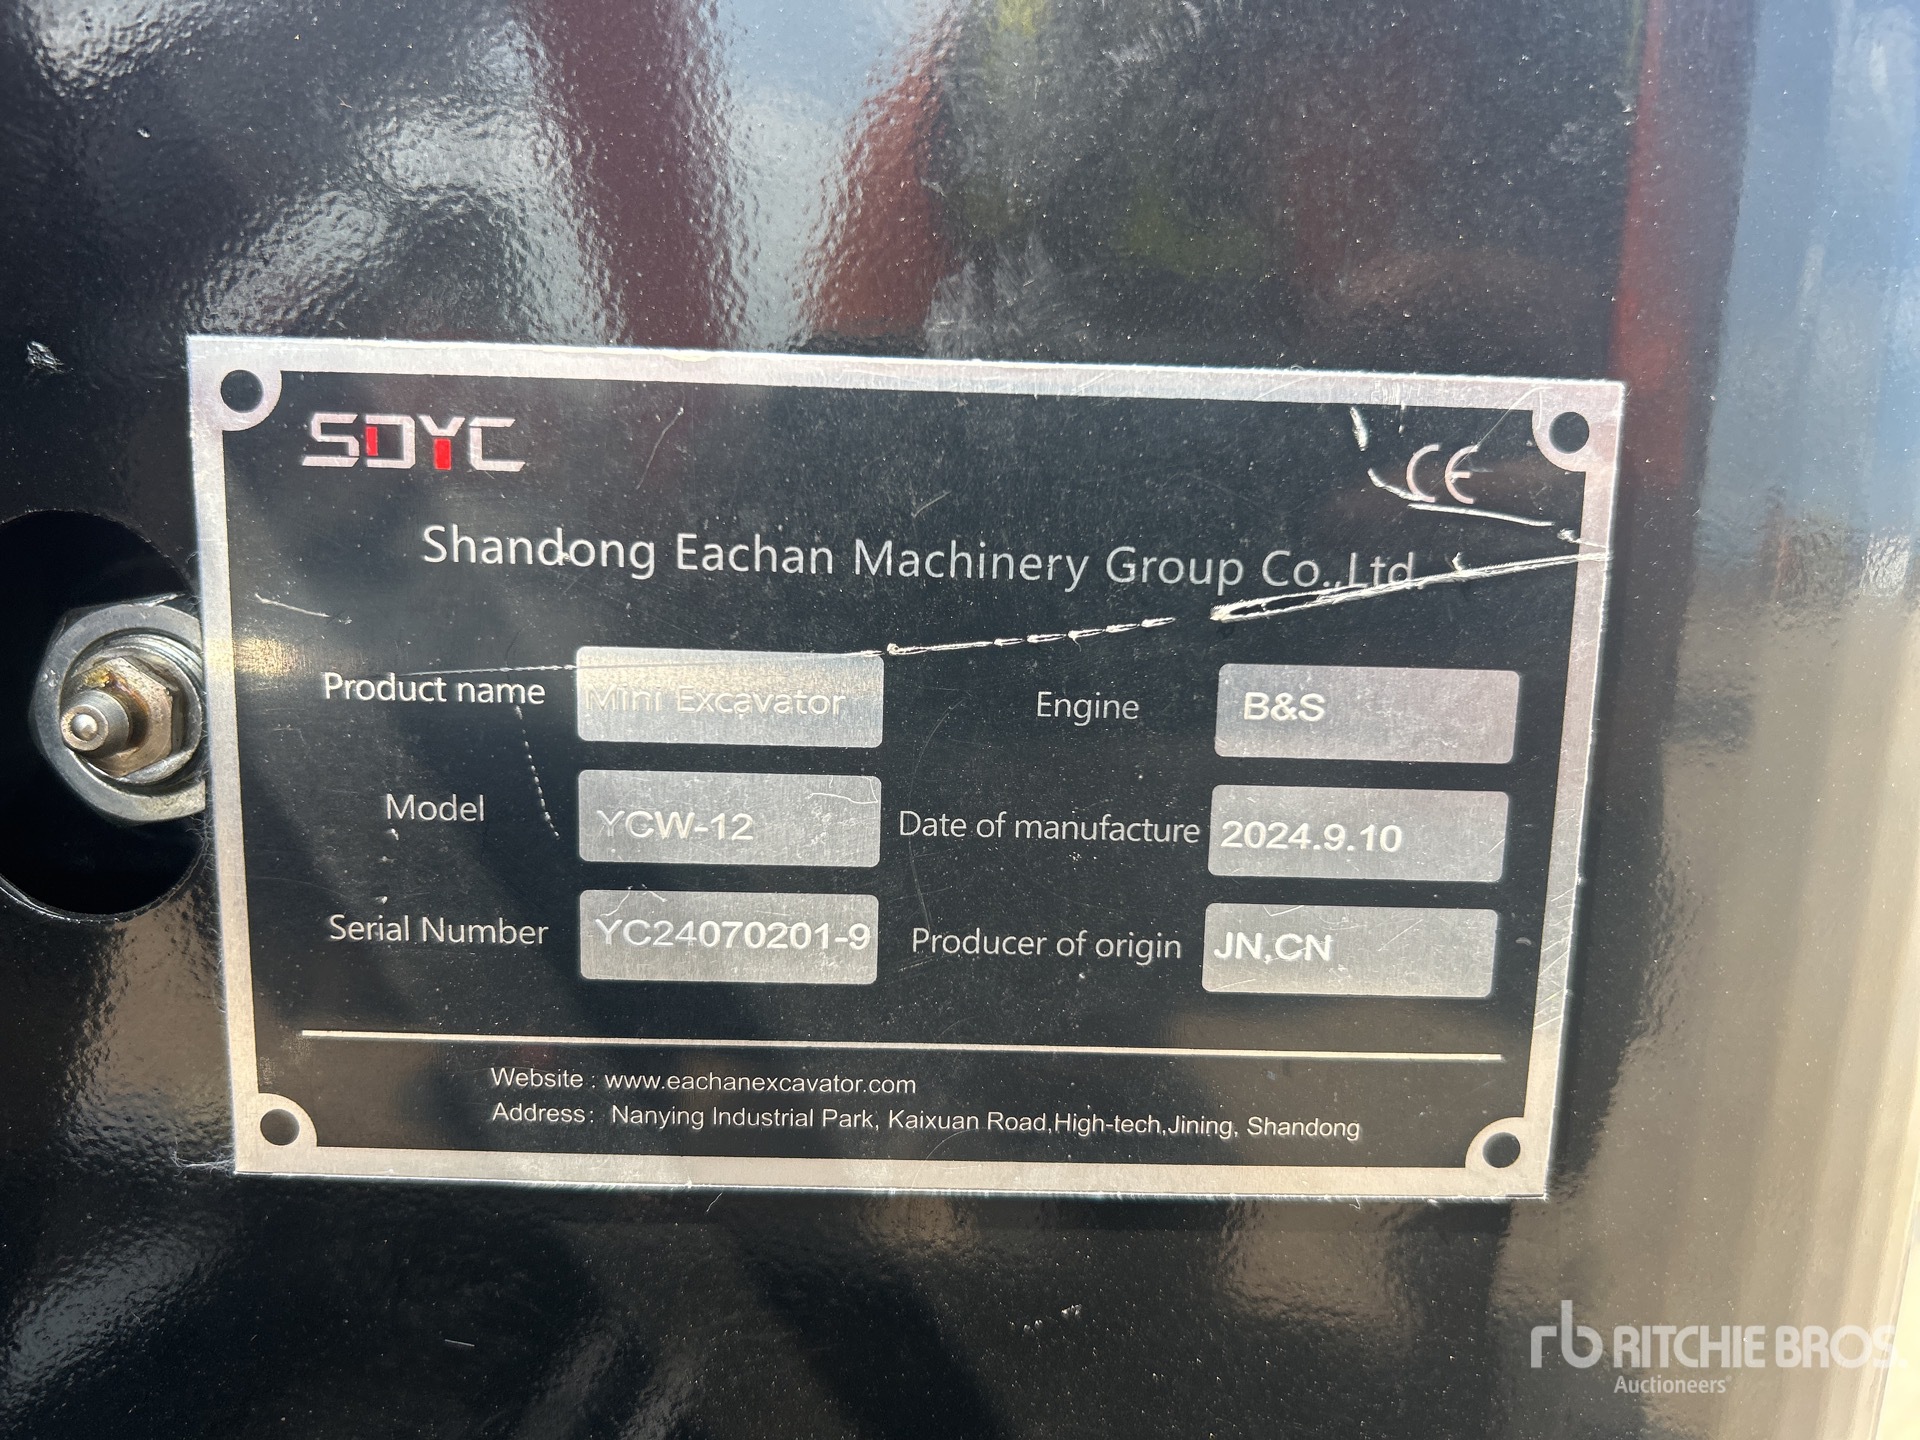 SDYC
CE
Shandong Eachan Machinery Group Co.,Ltd.
Product name Mini Excavator Engine B&S
Model YCW-12 Date of manufacture 2024.9.10
Serial Number YC24070201-9 Producer of origin JN,CN
Website : www.eachanexcavator.com
Address: Nanying Industrial Park, Kaixuan Road,High-tech,Jining, Shandong
rb RITCHIE BROS.
Auctioneers